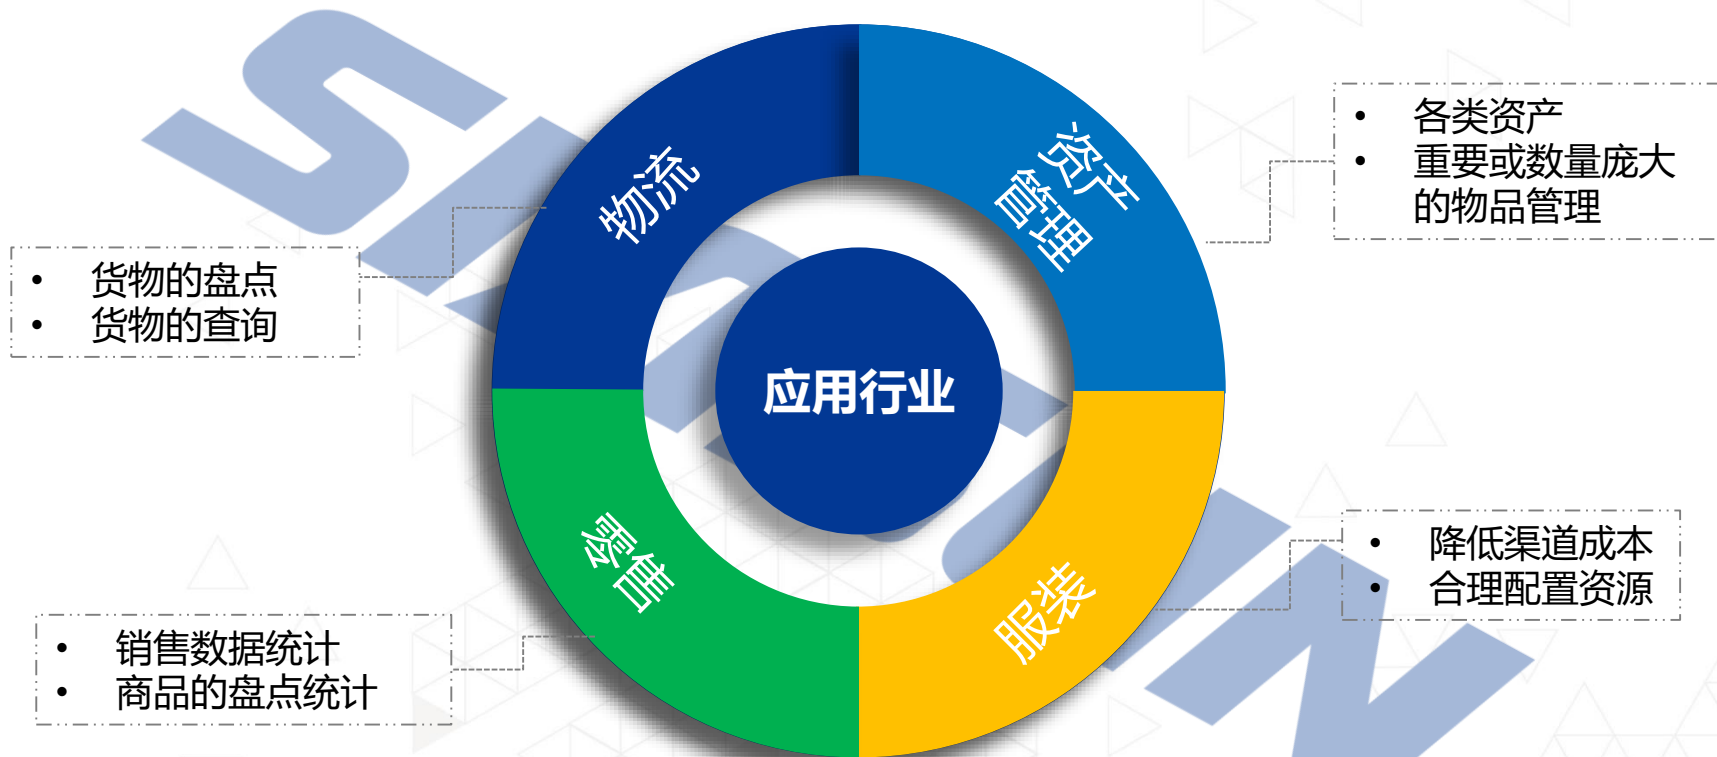 物流
资产
管理
• 各类资产
• 重要或数量庞大
的物品管理
• 货物的盘点
• 货物的查询
应用行业
零售
服装
• 降低渠道成本
• 合理配置资源
• 销售数据统计
• 商品的盘点统计